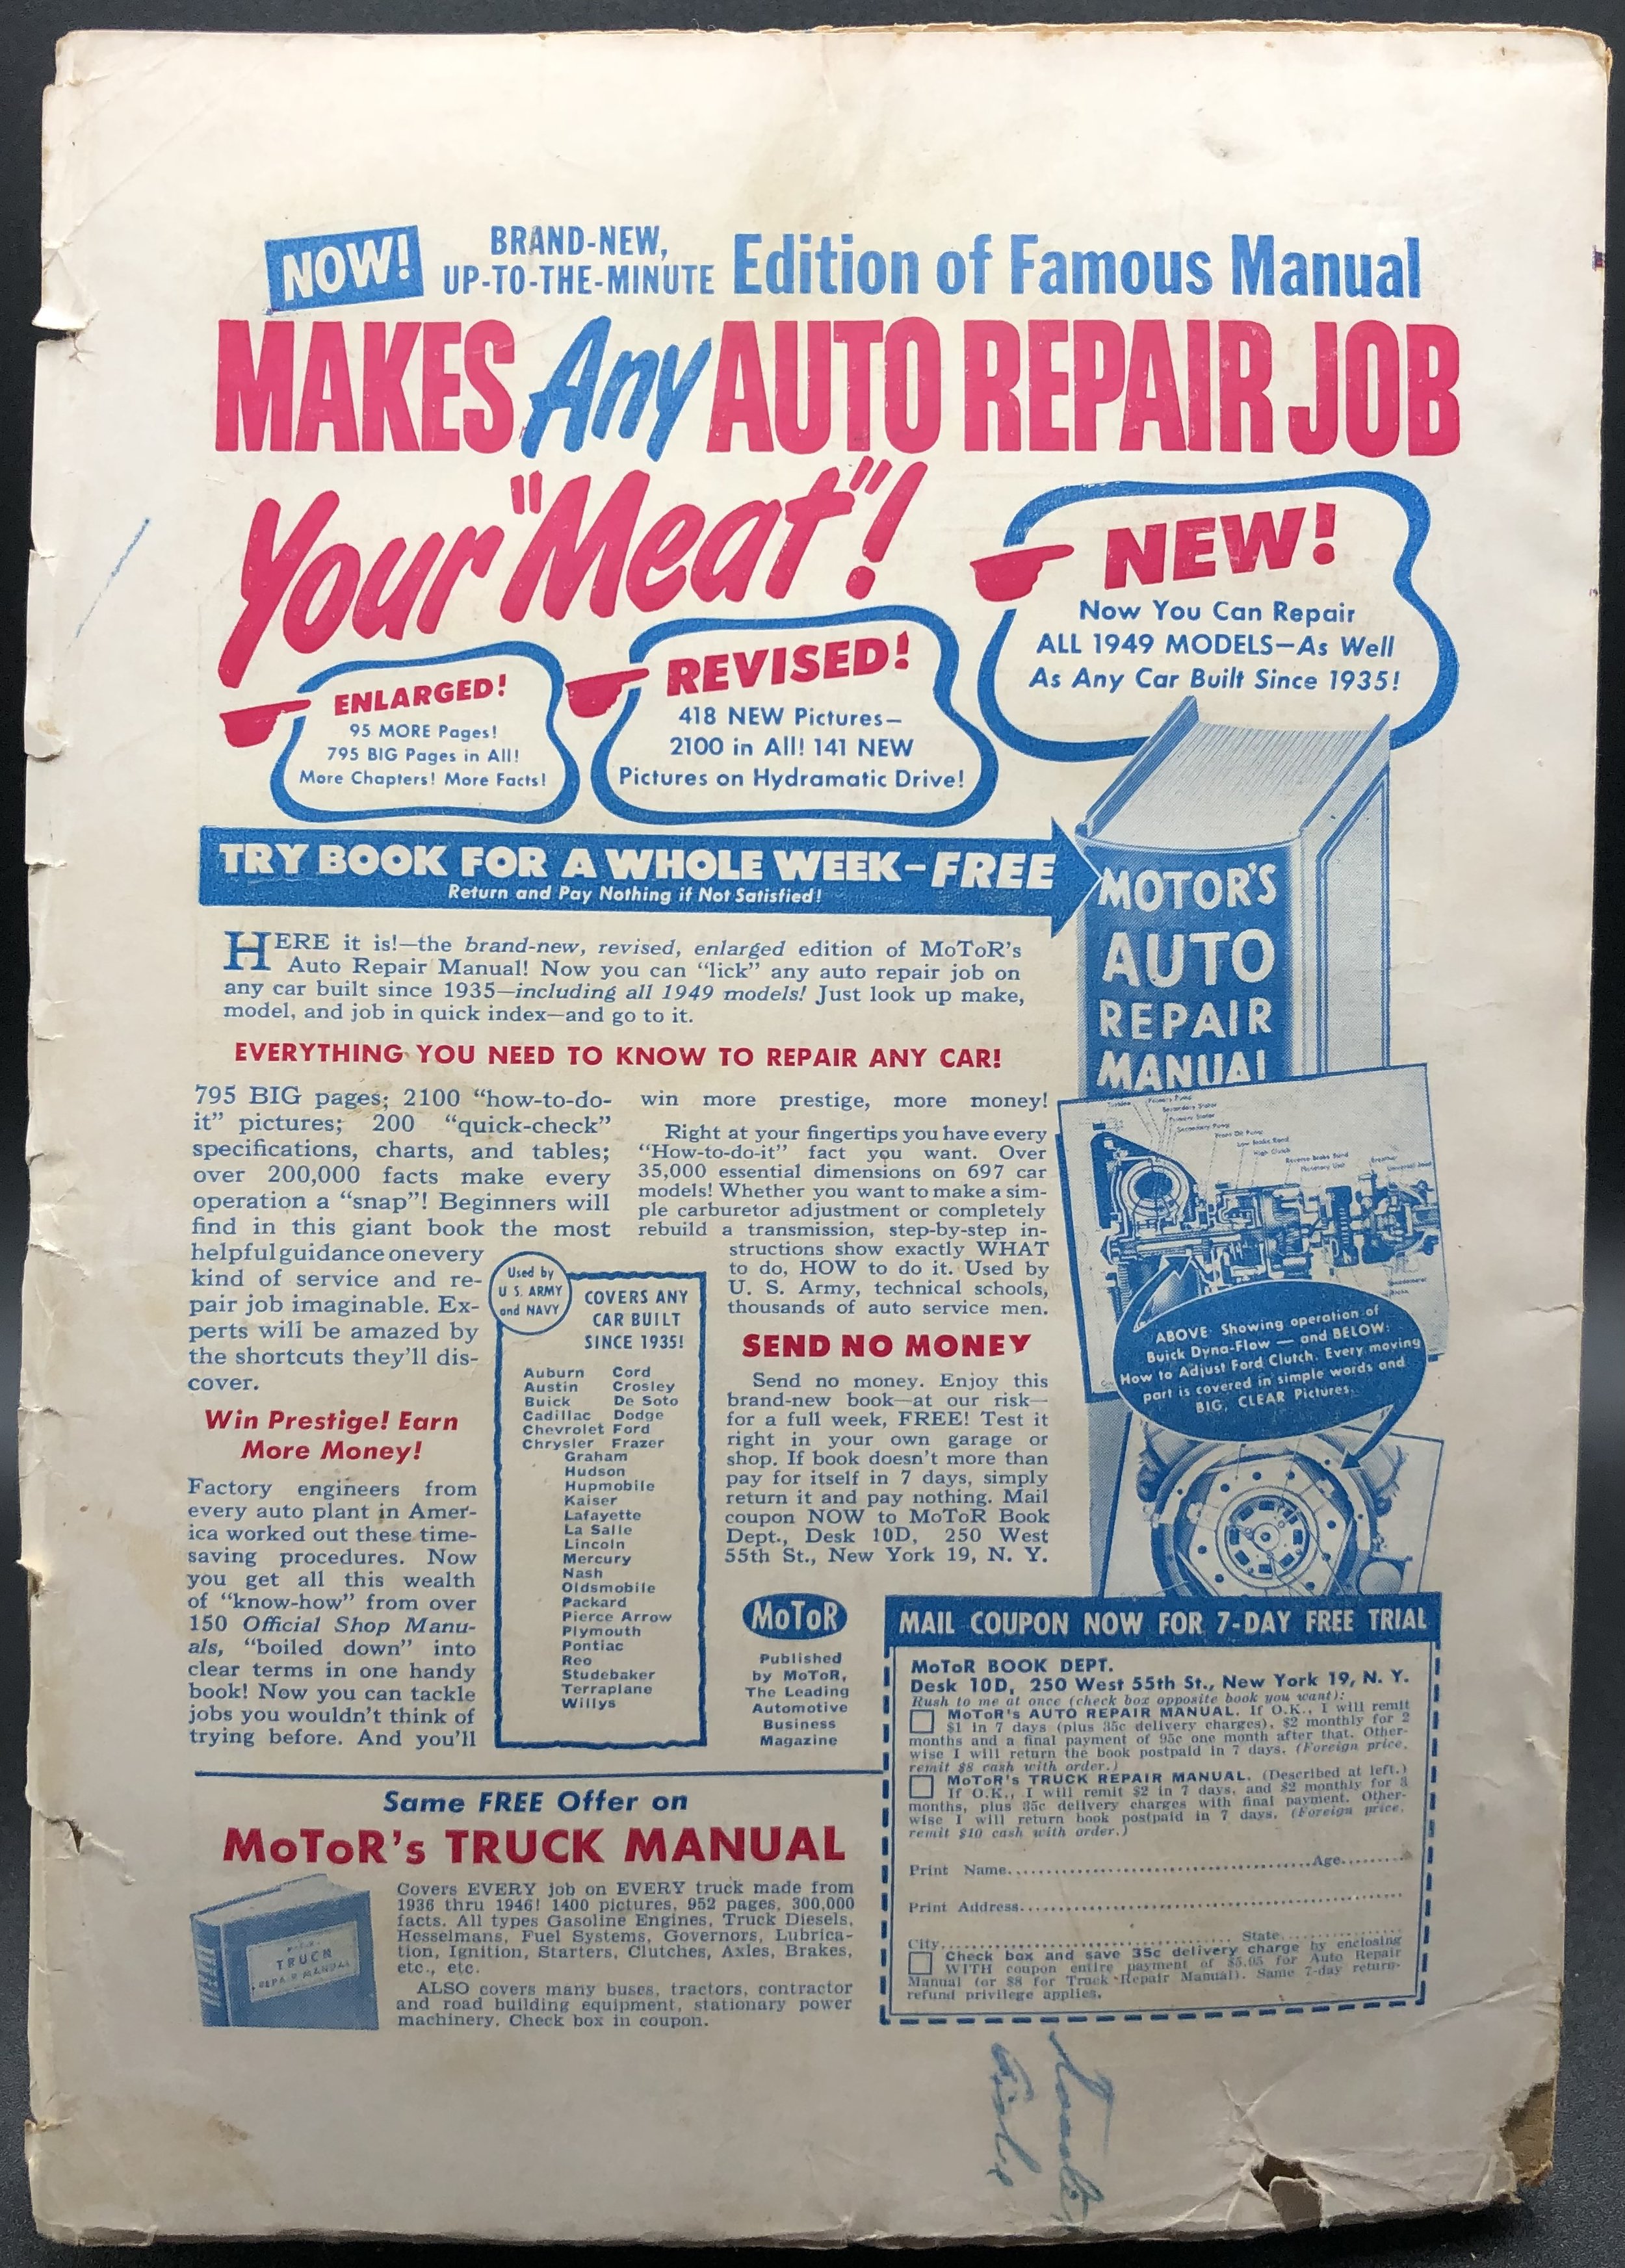 NOW!
BRAND-NEW,
UP-TO-THE-MINUTE
Edition of Famous Manual
MAKES Any AUTO REPAIR JOB
Your "Meat"!
NEW!
Now You Can Repair
ALL 1949 MODELS—As Well
As Any Car Built Since 1935!
REVISED!
418 NEW Pictures—
2100 in All! 141 NEW
Pictures on Hydramatic Drive!
ENLARGED!
95 MORE Pages!
795 BIG Pages in All!
More Chapters! More Facts!
TRY BOOK FOR A WHOLE WEEK—FREE
Return and Pay Nothing if Not Satisfied!
MOTOR'S
AUTO
REPAIR
MANUAL
HERE it is!—the brand-new, revised, enlarged edition of MoToR's
Auto Repair Manual! Now you can "lick" any auto repair job on
any car built since 1935—including all 1949 models! Just look up make,
model, and job in quick index—and go to it.
EVERYTHING YOU NEED TO KNOW TO REPAIR ANY CAR!
795 BIG pages; 2100 "how-to-do-
it" pictures; 200 "quick-check"
specifications, charts, and tables;
over 200,000 facts make every
operation a "snap"! Beginners will
find in this giant book the most
helpful guidance on every
kind of service and re-
pair job imaginable. Ex-
perts will be amazed by
the shortcuts they'll dis-
cover.
Win Prestige! Earn
More Money!
Factory engineers from
every auto plant in Amer-
ica worked out these time-
saving procedures. Now
you get all this wealth
of "know-how" from over
150 Official Shop Manu-
als, "boiled down" into
clear terms in one handy
book! Now you can tackle
jobs you wouldn't think of
trying before. And you'll
win more prestige, more money!
Right at your fingertips you have every
"How-to-do-it" fact you want. Over
35,000 essential dimensions on 697 car
models! Whether you want to make a sim-
ple carburetor adjustment or completely
rebuild a transmission, step-by-step in-
structions show exactly WHAT
to do, HOW to do it. Used by
U. S. Army, technical schools,
thousands of auto service men.
SEND NO MONEY
Send no money. Enjoy this
brand-new book—at our risk—
for a full week, FREE! Test it
right in your own garage or
shop. If book doesn't more than
pay for itself in 7 days, simply
return it and pay nothing. Mail
coupon NOW to MoToR Book
Dept., Desk 10D, 250 West
55th St., New York 19, N. Y.
Used by
U S. ARMY
and NAVY
COVERS ANY
CAR BUILT
SINCE 1935!
Auburn Cord
Austin Crosley
Buick De Soto
Cadillac Dodge
Chevrolet Ford
Chrysler Frazer
Graham
Hudson
Hupmobile
Kaiser
Lafayette
La Salle
Lincoln
Mercury
Nash
Oldsmobile
Packard
Pierce Arrow
Plymouth
Pontiac
Reo
Studebaker
Terraplane
Willys
ABOVE Showing operation of
Buick Dyna-Flow — and BELOW:
How to Adjust Ford Clutch. Every moving
part is covered in simple words and
BIG, CLEAR Pictures.
MoToR
Published
by MoToR,
The Leading
Automotive
Business
Magazine
MAIL COUPON NOW FOR 7-DAY FREE TRIAL
MoToR BOOK DEPT.
Desk 10D, 250 West 55th St., New York 19, N. Y.
Rush to me at once (check box opposite book you want):
MoToR's AUTO REPAIR MANUAL. If O.K., I will remit
$1 in 7 days (plus 35c delivery charges), $2 monthly for 2
months and a final payment of 95c one month after that. Other-
wise I will return the book postpaid in 7 days. (Foreign price,
remit $8 cash with order.)
MoToR's TRUCK REPAIR MANUAL. (Described at left.)
If O.K., I will remit $2 in 7 days, and $2 monthly for 3
months, plus 35c delivery charges with final payment. Other-
wise I will return book postpaid in 7 days. (Foreign price,
remit $10 cash with order.)
Print Name........Age........
Print Address........
City........State........
Check box and save 35c delivery charge by enclosing
WITH coupon entire payment of $5.95 for Auto Repair
Manual (or $8 for Truck Repair Manual). Same 7-day return-
refund privilege applies.
Same FREE Offer on
MoToR's TRUCK MANUAL
TRUCK
REPAIR MANUAL
Covers EVERY job on EVERY truck made from
1936 thru 1946! 1400 pictures, 952 pages, 300,000
facts. All types Gasoline Engines, Truck Diesels,
Hesselmans, Fuel Systems, Governors, Lubrica-
tion, Ignition, Starters, Clutches, Axles, Brakes,
etc., etc.
ALSO covers many buses, tractors, contractor
and road building equipment, stationary power
machinery. Check box in coupon.